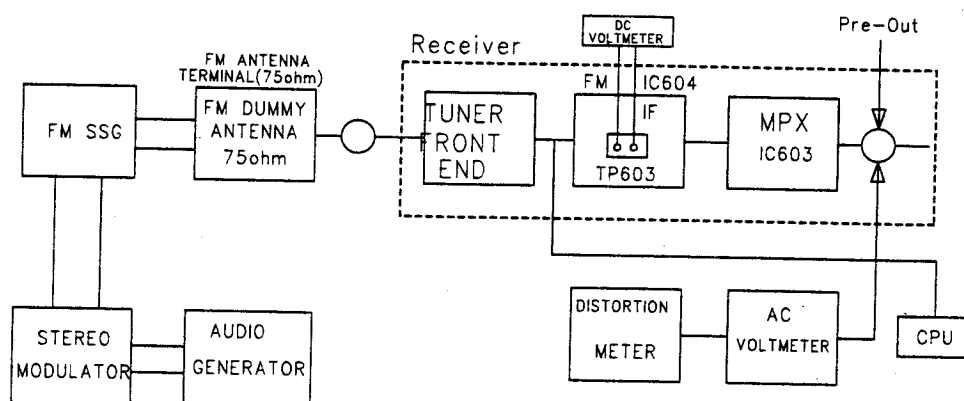 Receiver
DC
VOLTMETER
Pre-Out
FM ANTENNA
TERMINAL(75ohm)
FM SSG
FM DUMMY
ANTENNA
75ohm
TUNER
FRONT
END
FM IC604
IF
TP603
MPX
IC603
STEREO
MODULATOR
AUDIO
GENERATOR
DISTORTION
METER
AC
VOLTMETER
CPU